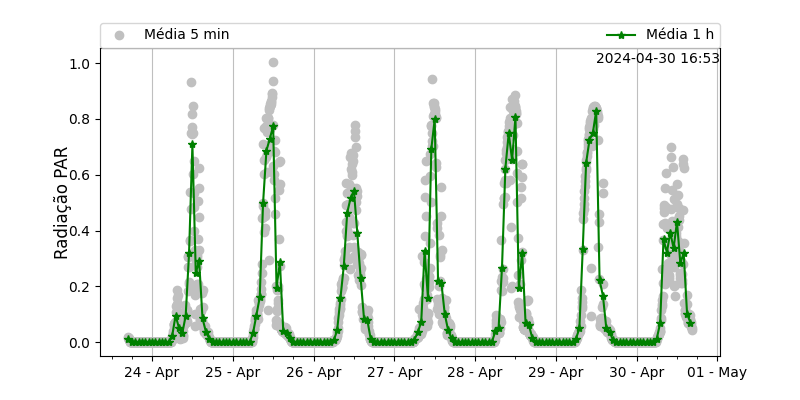 Média 5 min
Média 1 h
2024-04-30 16:53
Radiação PAR
1.0
0.8
0.6
0.4
0.2
0.0
24 - Apr
25 - Apr
26 - Apr
27 - Apr
28 - Apr
29 - Apr
30 - Apr
01 - May